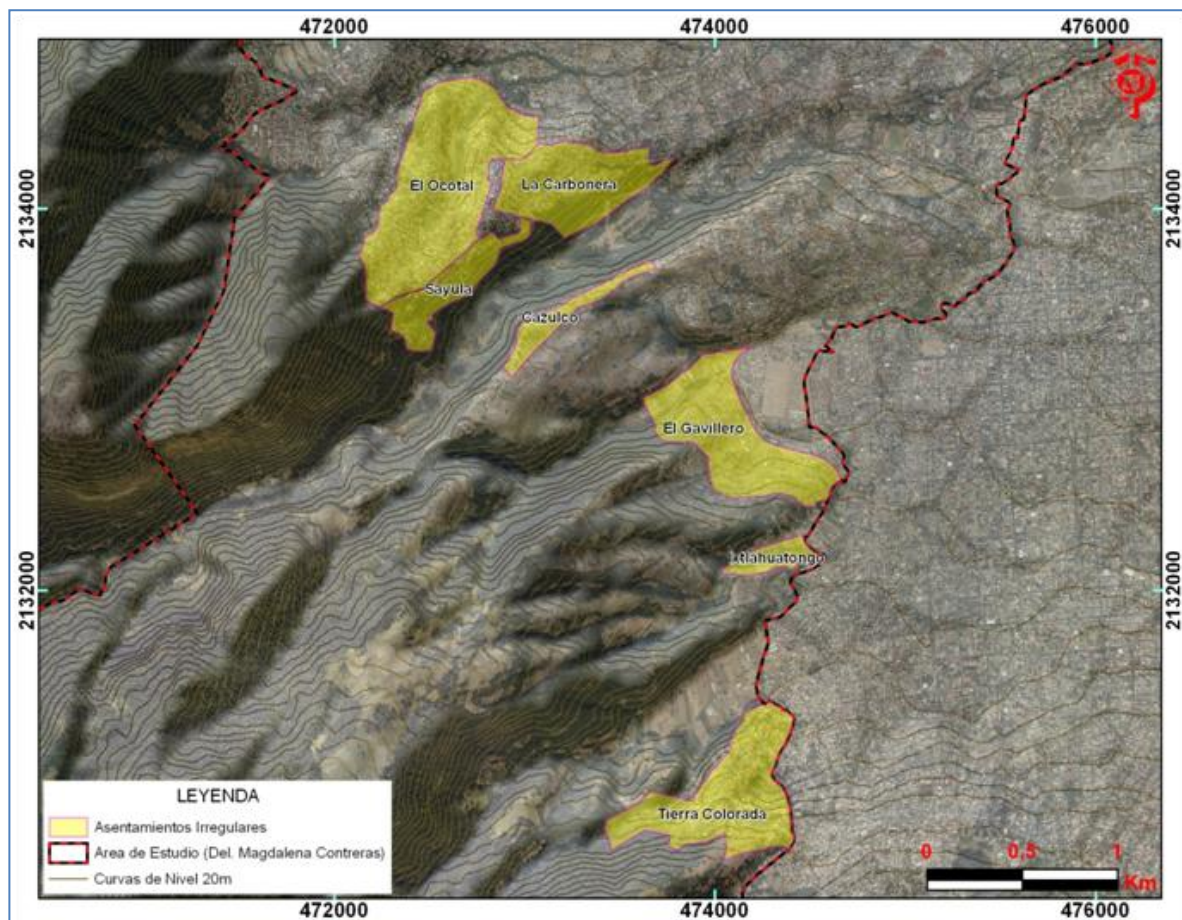 472000
474000
476000
2134000
2134000
El Ocotal
La Carbonera
Sayula
Cazulco
El Gavillero
Ixtlahuatongo
2132000
2132000
Tierra Colorada
LEYENDA
Asentamientos Irregulares
Area de Estudio (Del. Magdalena Contreras)
Curvas de Nivel 20m
0 0,5 1
Km
472000
474000
476000